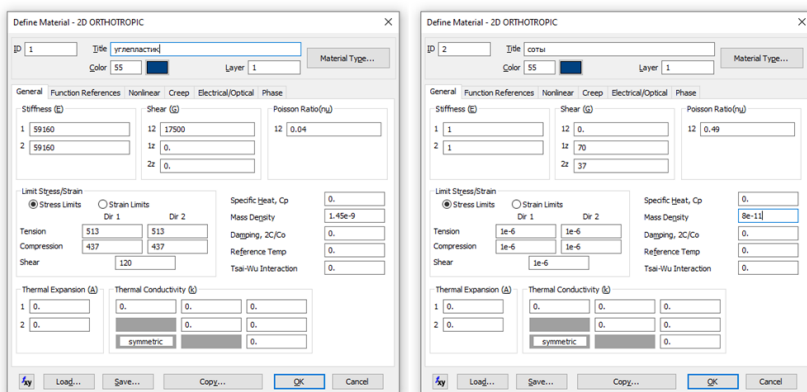 Define Material - 2D ORTHOTROPIC
ID 1 Title углепластик
Color 55 Layer 1 Material Type...
General Function References Nonlinear Creep Electrical/Optical Phase
Stiffness (E) Shear (G) Poisson Ratio(nu)
1 59160 12 17500 12 0.04
2 59160 1z 0.
2z 0.
Limit Stress/Strain
Stress Limits Strain Limits
Dir 1 Dir 2
Tension 513 513
Compression 437 437
Shear 120
Specific Heat, Cp 0.
Mass Density 1.45e-9
Damping, 2C/Co 0.
Reference Temp 0.
Tsai-Wu Interaction 0.
Thermal Expansion (A) Thermal Conductivity (k)
1 0. 0. 0. 0.
2 0. 0. 0.
symmetric 0.
fxy Load... Save... Copy... OK Cancel
Define Material - 2D ORTHOTROPIC
ID 2 Title соты
Color 55 Layer 1 Material Type...
General Function References Nonlinear Creep Electrical/Optical Phase
Stiffness (E) Shear (G) Poisson Ratio(nu)
1 1 12 0. 12 0.49
2 1 1z 70
2z 37
Limit Stress/Strain
Stress Limits Strain Limits
Dir 1 Dir 2
Tension 1e-6 1e-6
Compression 1e-6 1e-6
Shear 1e-6
Specific Heat, Cp 0.
Mass Density 8e-11
Damping, 2C/Co 0.
Reference Temp 0.
Tsai-Wu Interaction 0.
Thermal Expansion (A) Thermal Conductivity (k)
1 0. 0. 0. 0.
2 0. 0. 0.
symmetric 0.
fxy Load... Save... Copy... OK Cancel